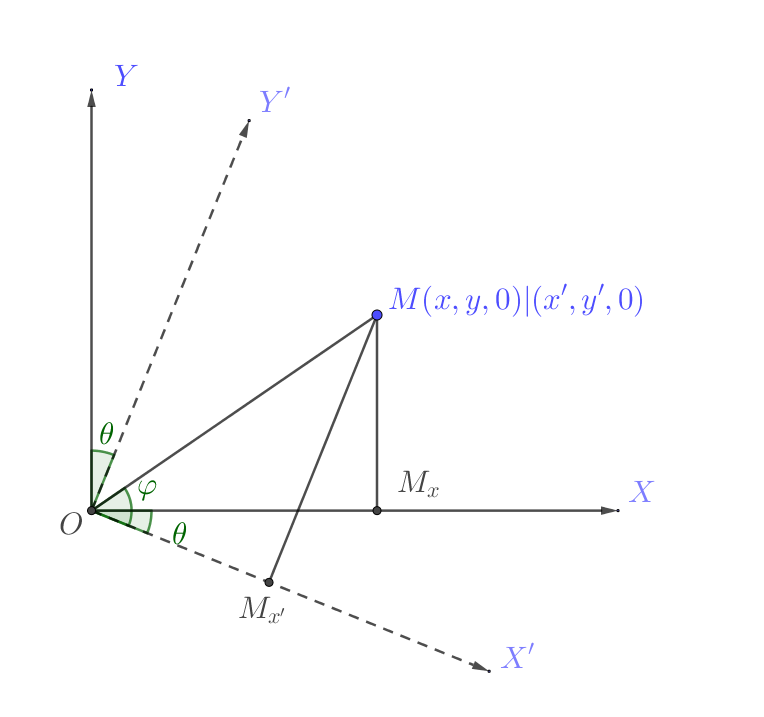 Y
Y′
M(x, y, 0)|(x′, y′, 0)
θ
φ
M_x
X
O
θ
M_{x′}
X′